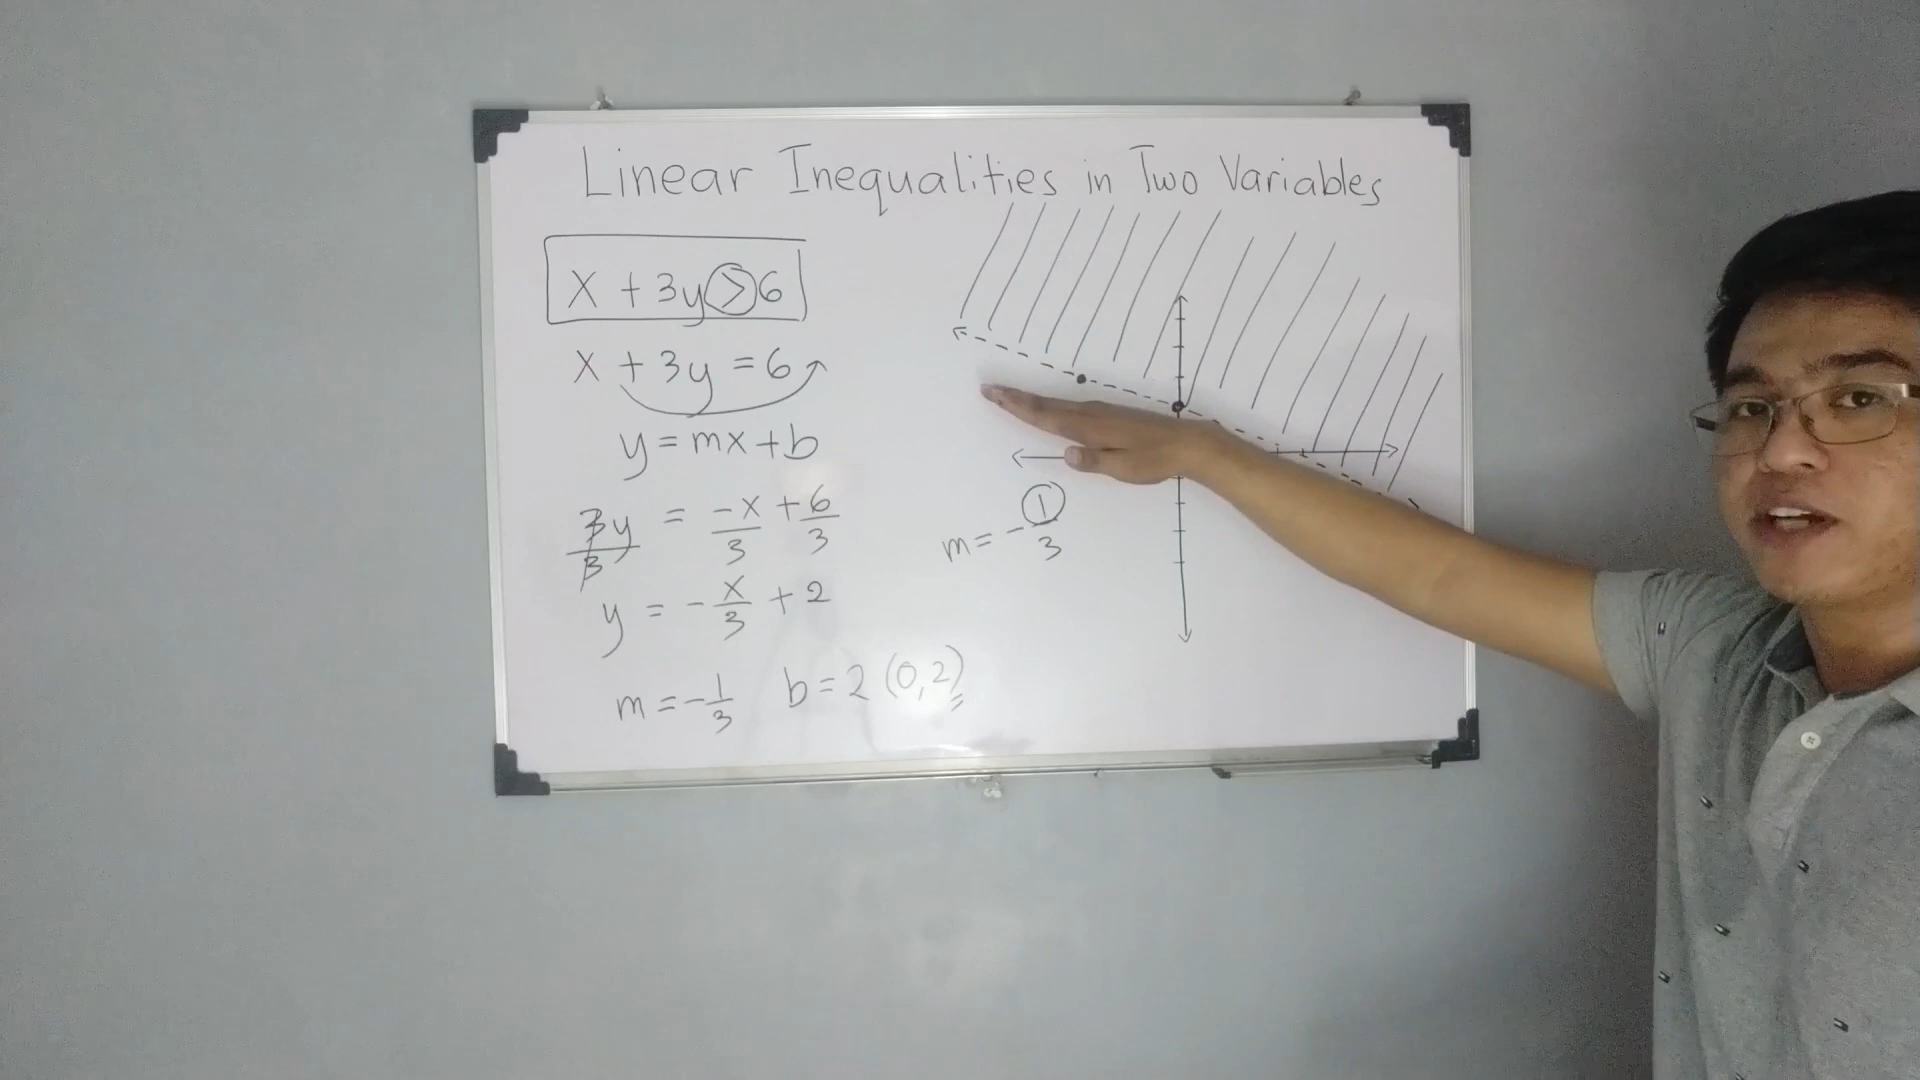 Linear Inequalities in Two Variables
x + 3y > 6
x + 3y = 6
y = mx + b
3y/3 = -x/3 + 6/3
y = - x/3 + 2
m = - 1/3 b = 2 (0,2)
m = - 1/3